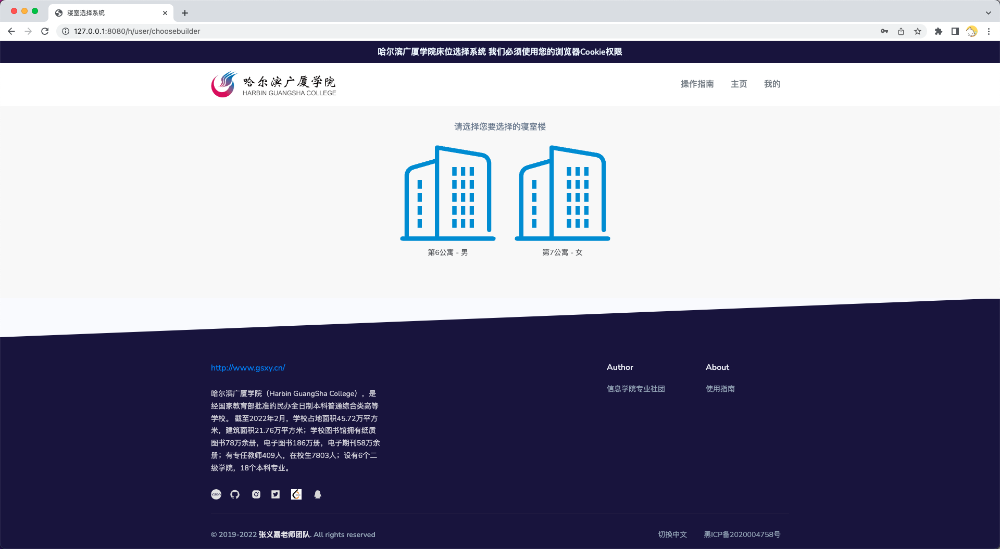 寝室选择系统
127.0.0.1:8080/h/user/choosebuilder
哈尔滨广厦学院床位选择系统 我们必须使用您的浏览器Cookie权限
哈尔滨广厦学院
HARBIN GUANGSHA COLLEGE
操作指南 主页 我的
请选择您要选择的寝室楼
第6公寓 - 男
第7公寓 - 女
http://www.gsxy.cn/
哈尔滨广厦学院（Harbin GuangSha College），是
经国家教育部批准的民办全日制本科普通综合类高等
学校。 截至2022年2月，学校占地面积45.72万平方
米，建筑面积21.76万平方米；学校图书馆拥有纸质
图书78万余册，电子图书186万册，电子期刊58万余
册；有专任教师409人，在校生7803人；设有6个二
级学院，18个本科专业。
Author
信息学院专业社团
About
使用指南
CSDN
© 2019-2022 张义嘉老师团队. All rights reserved
切换中文 黑ICP备2020004758号